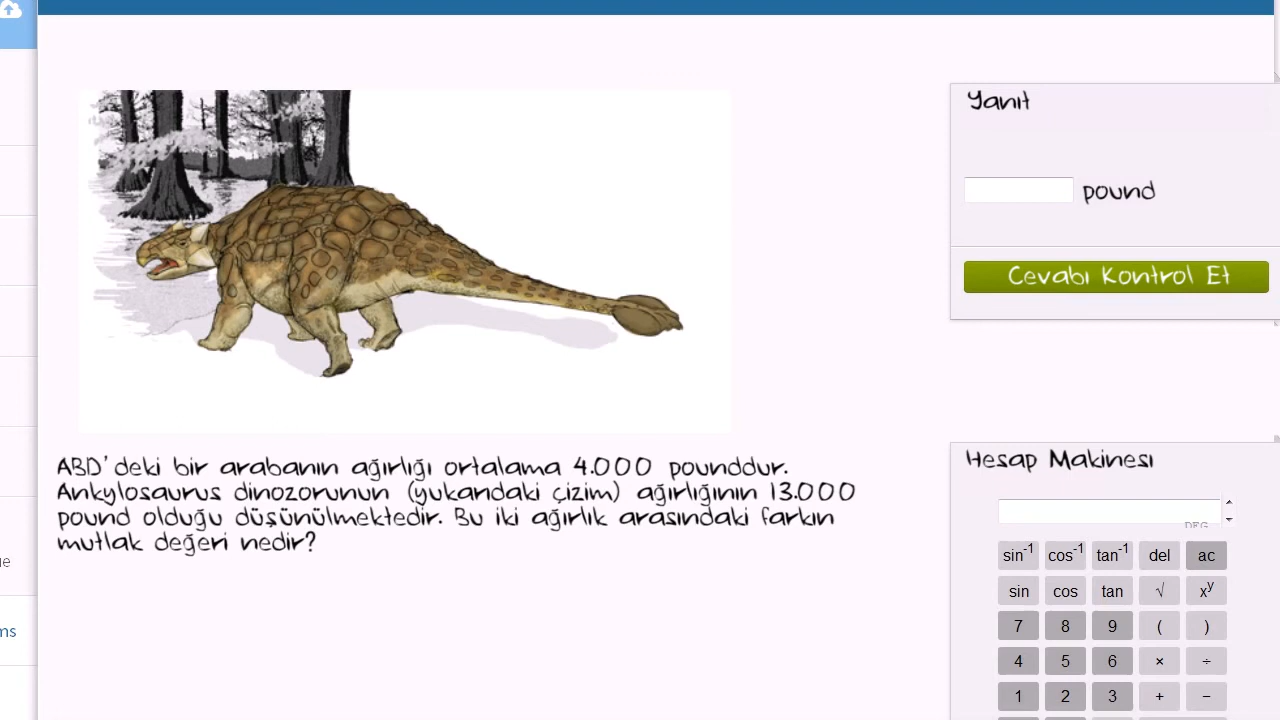 Yanıt
pound
Cevabı Kontrol Et
ABD'deki bir arabanın ağırlığı ortalama 4.000 pounddur.
Ankylosaurus dinozorunun (yukarıdaki çizim) ağırlığının 13.000
pound olduğu düşünülmektedir. Bu iki ağırlık arasındaki farkın
mutlak değeri nedir?
Hesap Makinesi
DEG
sin-1 cos-1 tan-1 del ac
sin cos tan √ xy
7 8 9 ( )
4 5 6 × ÷
1 2 3 + −
ms